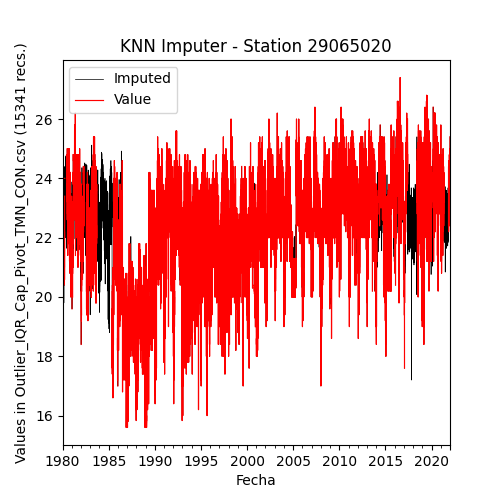 KNN Imputer - Station 29065020
Imputed
Value
Values in Outlier_IQR_Cap_Pivot_TMN_CON.csv (15341 recs.)
26
24
22
20
18
16
1980 1985 1990 1995 2000 2005 2010 2015 2020
Fecha